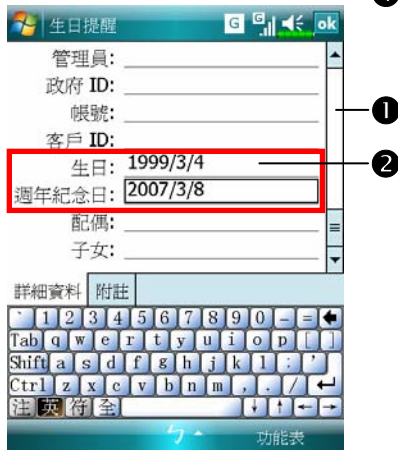 生日提醒 G G ok
管理員:
政府 ID:
帳號:
客戶 ID:
生日: 1999/3/4
週年紀念日: 2007/3/8
配偶:
子女:
❶
❷
詳細資料 附註
` 1 2 3 4 5 6 7 8 9 0 - =
Tab q w e r t y u i o p [ ]
Shift a s d f g h j k l ; '
Ctrl z x c v b n m , . /
注 英 符 全
ㄅ 功能表